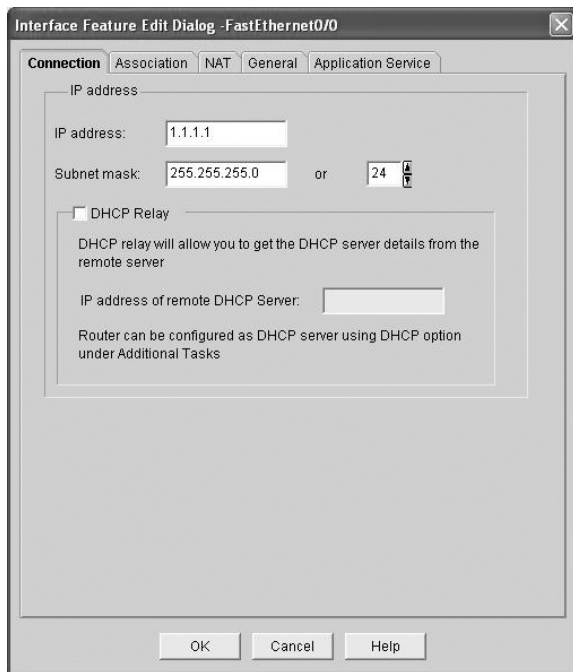 Interface Feature Edit Dialog -FastEthernet0/0
Connection Association NAT General Application Service
IP address
IP address: 1.1.1.1
Subnet mask: 255.255.255.0 or 24
DHCP Relay
DHCP relay will allow you to get the DHCP server details from the
remote server
IP address of remote DHCP Server:
Router can be configured as DHCP server using DHCP option
under Additional Tasks
OK Cancel Help